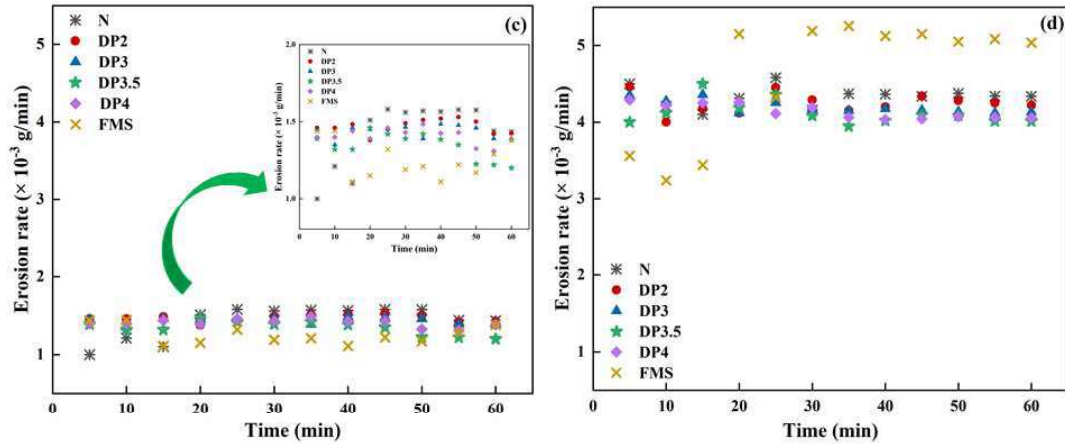 (c)
N
DP2
DP3
DP3.5
DP4
FMS
Erosion rate (× 10-3 g/min)
5
4
3
2
1
0
10
20
30
40
50
60
Time (min)
2.0
1.5
1.0
Erosion rate (× 10-3 g/min)
N
DP2
DP3
DP3.5
DP4
FMS
0
10
20
30
40
50
60
Time (min)
(d)
Erosion rate (× 10-3 g/min)
5
4
3
2
1
N
DP2
DP3
DP3.5
DP4
FMS
0
10
20
30
40
50
60
Time (min)